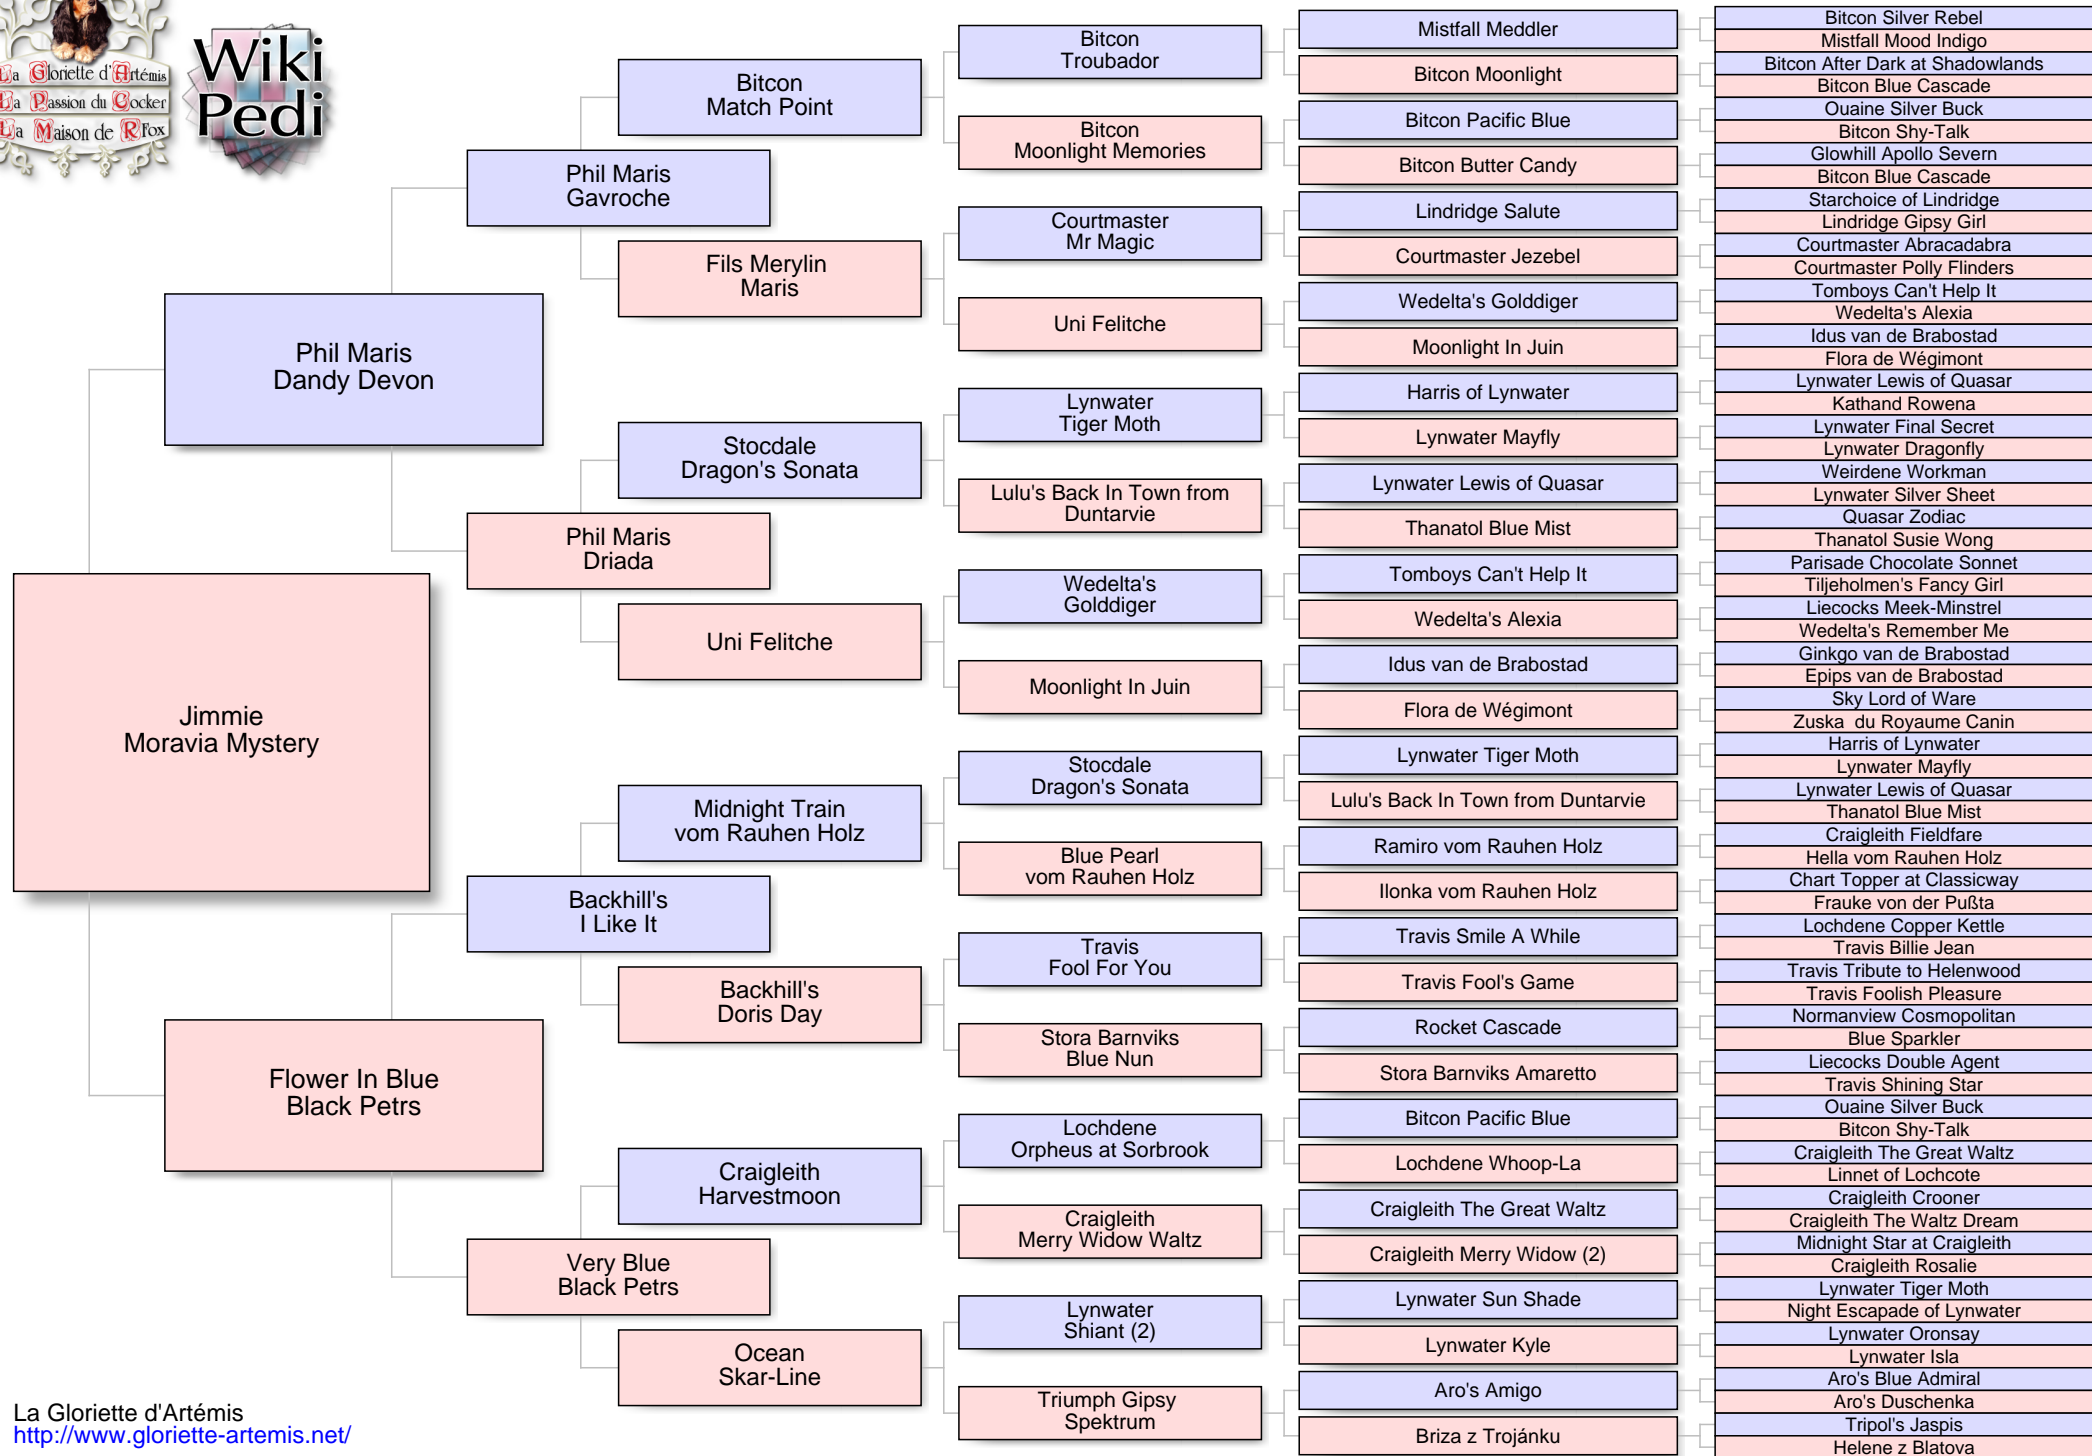 La Gloriette d'Artémis
La Passion du Cocker
La Maison de R'Fox
Wiki
Pedi
Jimmie
Moravia Mystery
Phil Maris
Dandy Devon
Flower In Blue
Black Petrs
Phil Maris
Gavroche
Phil Maris
Driada
Backhill's
I Like It
Very Blue
Black Petrs
Bitcon
Match Point
Fils Merylin
Maris
Stocdale
Dragon's Sonata
Uni Felitche
Midnight Train
vom Rauhen Holz
Backhill's
Doris Day
Craigleith
Harvestmoon
Ocean
Skar-Line
Bitcon
Troubador
Bitcon
Moonlight Memories
Courtmaster
Mr Magic
Uni Felitche
Lynwater
Tiger Moth
Lulu's Back In Town from
Duntarvie
Wedelta's
Golddiger
Moonlight In Juin
Stocdale
Dragon's Sonata
Blue Pearl
vom Rauhen Holz
Travis
Fool For You
Stora Barnviks
Blue Nun
Lochdene
Orpheus at Sorbrook
Craigleith
Merry Widow Waltz
Lynwater
Shiant (2)
Triumph Gipsy
Spektrum
Mistfall Meddler
Bitcon Moonlight
Bitcon Pacific Blue
Bitcon Butter Candy
Lindridge Salute
Courtmaster Jezebel
Wedelta's Golddiger
Moonlight In Juin
Harris of Lynwater
Lynwater Mayfly
Lynwater Lewis of Quasar
Thanatol Blue Mist
Tomboys Can't Help It
Wedelta's Alexia
Idus van de Brabostad
Flora de Wégimont
Lynwater Tiger Moth
Lulu's Back In Town from Duntarvie
Ramiro vom Rauhen Holz
Ilonka vom Rauhen Holz
Travis Smile A While
Travis Fool's Game
Rocket Cascade
Stora Barnviks Amaretto
Bitcon Pacific Blue
Lochdene Whoop-La
Craigleith The Great Waltz
Craigleith Merry Widow (2)
Lynwater Sun Shade
Lynwater Kyle
Aro's Amigo
Briza z Trojánku
Bitcon Silver Rebel
Mistfall Mood Indigo
Bitcon After Dark at Shadowlands
Bitcon Blue Cascade
Ouaine Silver Buck
Bitcon Shy-Talk
Glowhill Apollo Severn
Bitcon Blue Cascade
Starchoice of Lindridge
Lindridge Gipsy Girl
Courtmaster Abracadabra
Courtmaster Polly Flinders
Tomboys Can't Help It
Wedelta's Alexia
Idus van de Brabostad
Flora de Wégimont
Lynwater Lewis of Quasar
Kathand Rowena
Lynwater Final Secret
Lynwater Dragonfly
Weirdene Workman
Lynwater Silver Sheet
Quasar Zodiac
Thanatol Susie Wong
Parisade Chocolate Sonnet
Tiljeholmen's Fancy Girl
Liecocks Meek-Minstrel
Wedelta's Remember Me
Ginkgo van de Brabostad
Epips van de Brabostad
Sky Lord of Ware
Zuska  du Royaume Canin
Harris of Lynwater
Lynwater Mayfly
Lynwater Lewis of Quasar
Thanatol Blue Mist
Craigleith Fieldfare
Hella vom Rauhen Holz
Chart Topper at Classicway
Frauke von der Pußta
Lochdene Copper Kettle
Travis Billie Jean
Travis Tribute to Helenwood
Travis Foolish Pleasure
Normanview Cosmopolitan
Blue Sparkler
Liecocks Double Agent
Travis Shining Star
Ouaine Silver Buck
Bitcon Shy-Talk
Craigleith The Great Waltz
Linnet of Lochcote
Craigleith Crooner
Craigleith The Waltz Dream
Midnight Star at Craigleith
Craigleith Rosalie
Lynwater Tiger Moth
Night Escapade of Lynwater
Lynwater Oronsay
Lynwater Isla
Aro's Blue Admiral
Aro's Duschenka
Tripol's Jaspis
Helene z Blatova
La Gloriette d'Artémis
http://www.gloriette-artemis.net/